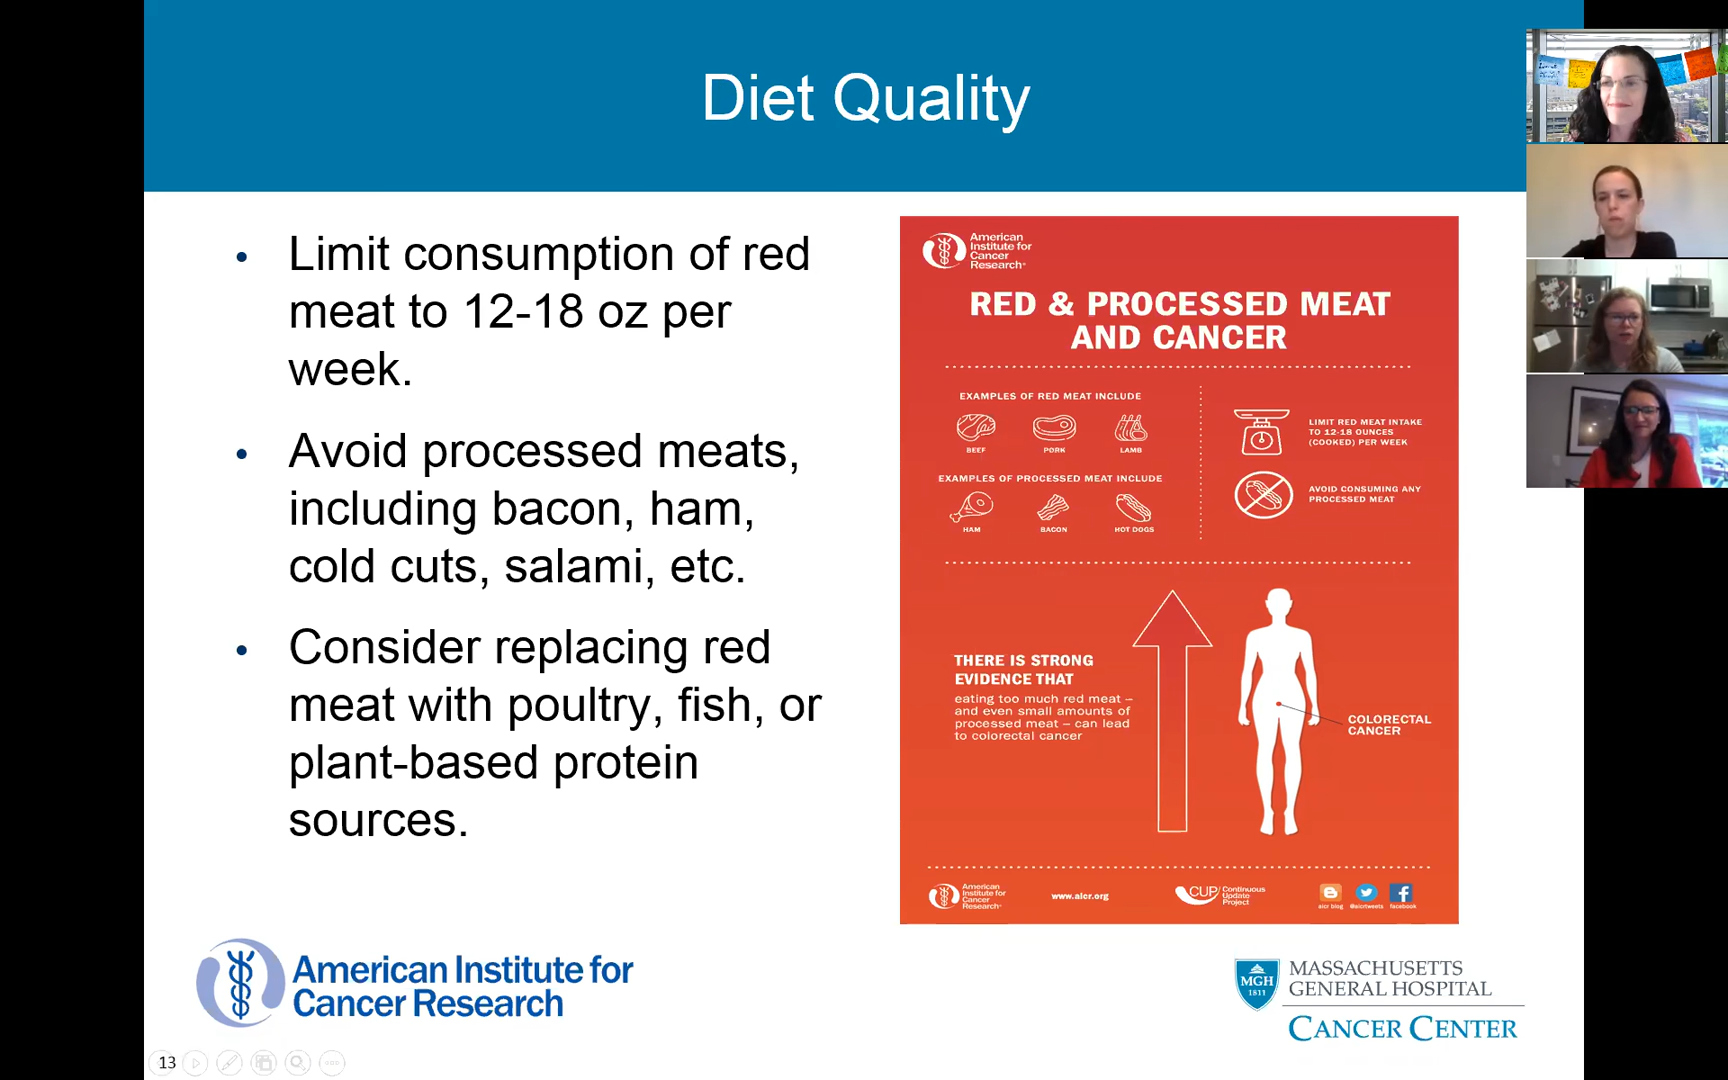 Diet Quality
• Limit consumption of red
meat to 12-18 oz per
week.
• Avoid processed meats,
including bacon, ham,
cold cuts, salami, etc.
• Consider replacing red
meat with poultry, fish, or
plant-based protein
sources.
American
Institute for
Cancer
Research
RED & PROCESSED MEAT
AND CANCER
EXAMPLES OF RED MEAT INCLUDE
BEEF
PORK
LAMB
EXAMPLES OF PROCESSED MEAT INCLUDE
HAM
BACON
HOT DOGS
LIMIT RED MEAT INTAKE
TO 12-18 OUNCES
(COOKED) PER WEEK
AVOID CONSUMING ANY
PROCESSED MEAT
THERE IS STRONG
EVIDENCE THAT
eating too much red meat –
and even small amounts of
processed meat – can lead
to colorectal cancer
COLORECTAL
CANCER
American
Institute for
Cancer
Research
www.aicr.org
CUP Continuous
Update
Project
aicr blog
@aicrtweets
facebook
American Institute for
Cancer Research
MGH
1811
MASSACHUSETTS
GENERAL HOSPITAL
CANCER CENTER
13